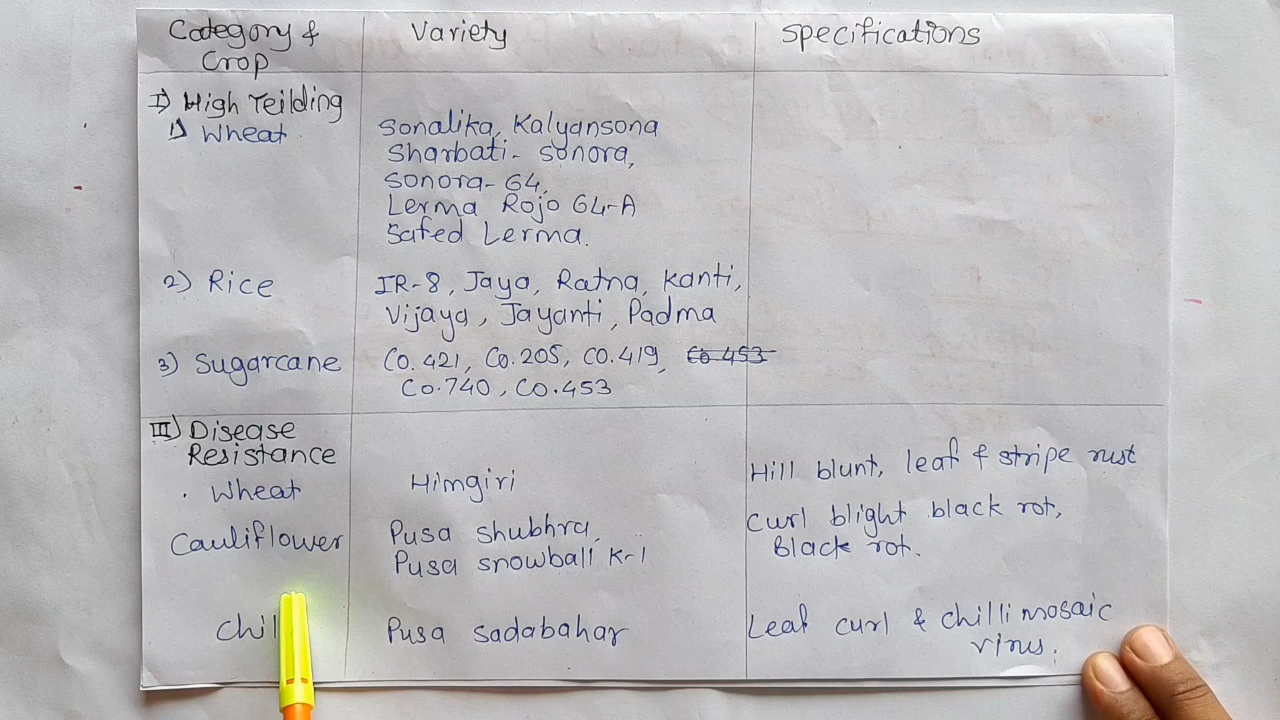 Category & Variety Specifications
Crop
I) High Yeilding
1) Wheat Sonalika, Kalyansona
Sharbati- sonora,
Sonora-64,
Lerma Rojo 64-A
Safed Lerma.
2) Rice IR-8, Jaya, Ratna, Kanti,
Vijaya, Jayanti, Padma
3) Sugarcane Co. 421, Co. 205, CO.419, Co 453
Co.740, CO.453
III) Disease
Resistance
. Wheat Himgiri Hill blunt, leaf & stripe rust
Cauliflower Pusa shubhra, Curl blight black rot,
Pusa snowball K-1 Black rot.
Chil Pusa sadabahar Leaf curl & chilli mosaic
virus.